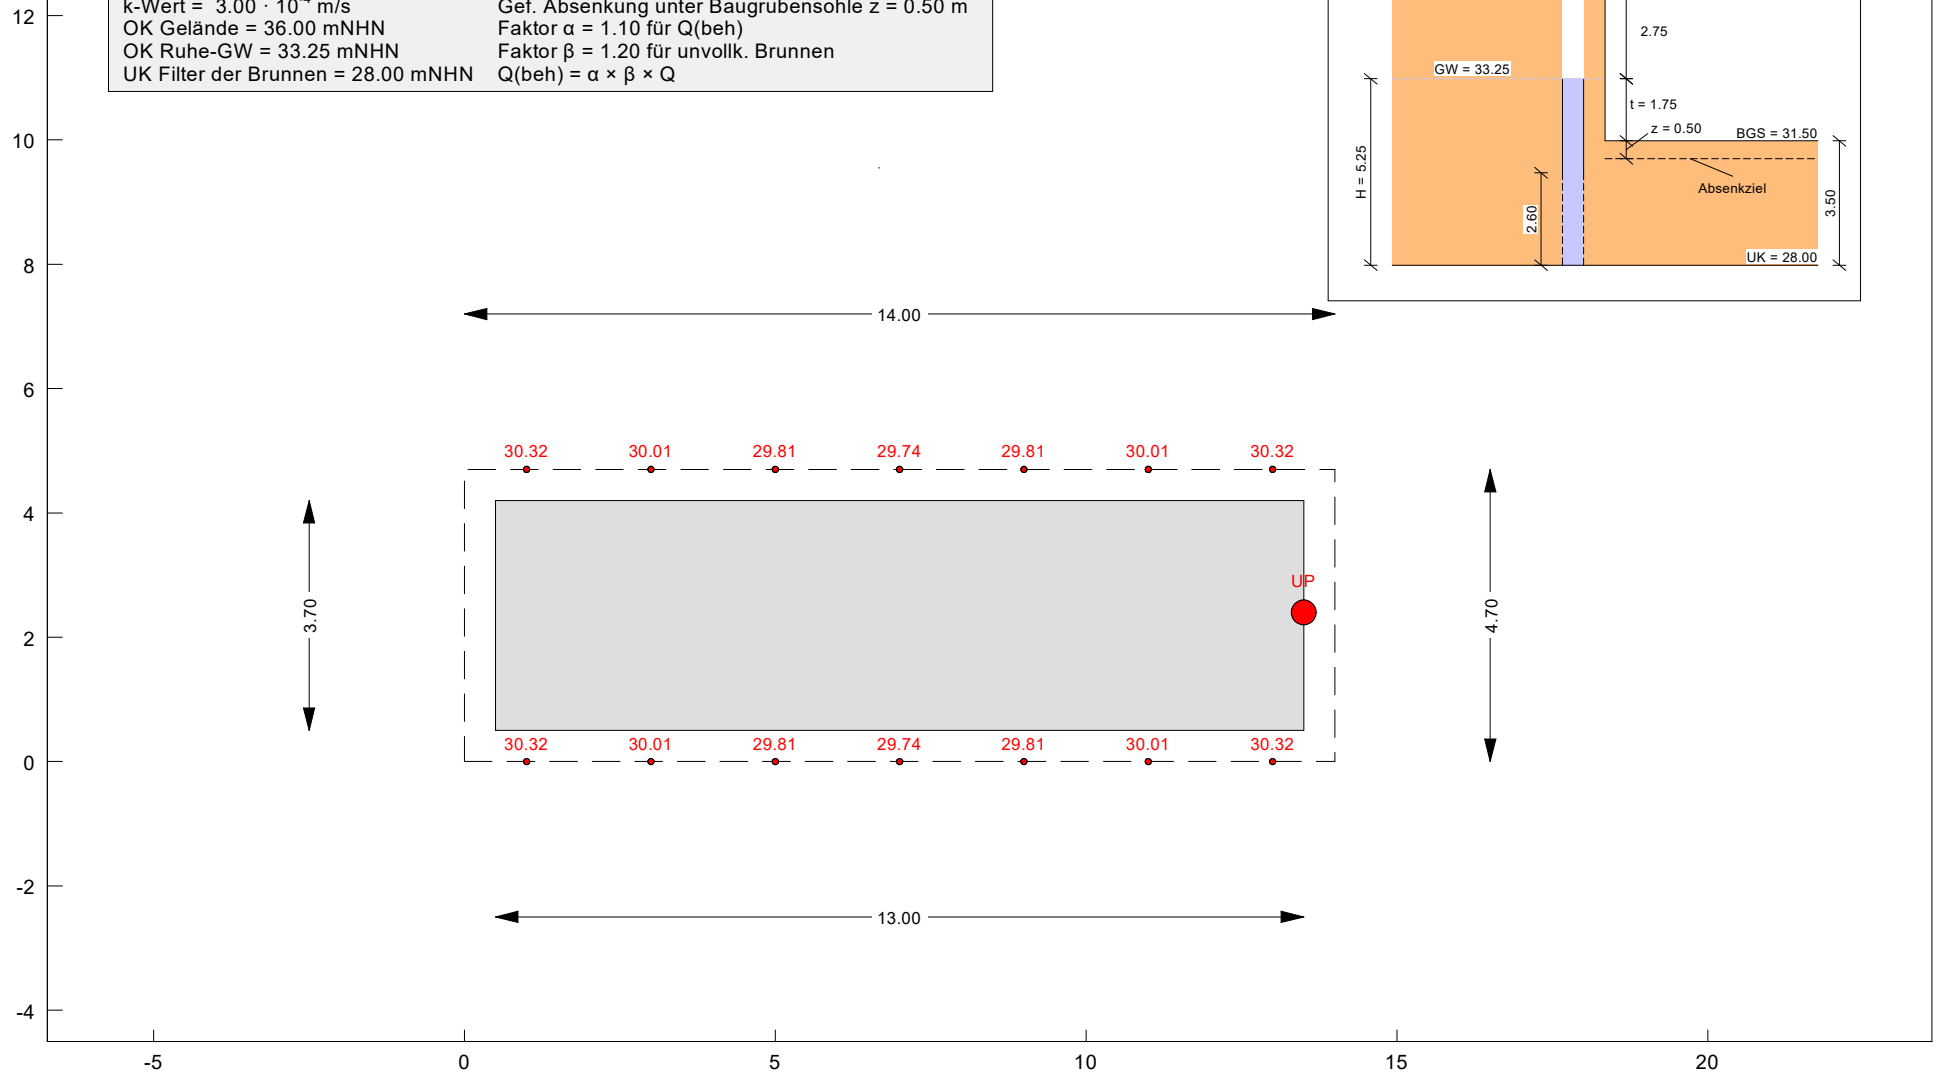 k-Wert = 3.00 · 10⁻⁴ m/s
OK Gelände = 36.00 mNHN
OK Ruhe-GW = 33.25 mNHN
UK Filter der Brunnen = 28.00 mNHN
Gef. Absenkung unter Baugrubensohle z = 0.50 m
Faktor α = 1.10 für Q(beh)
Faktor β = 1.20 für unvollk. Brunnen
Q(beh) = α × β × Q
2.75
GW = 33.25
t = 1.75
z = 0.50
BGS = 31.50
H = 5.25
Absenkziel
2.60
3.50
UK = 28.00
14.00
30.32 30.01 29.81 29.74 29.81 30.01 30.32
UP
3.70
4.70
30.32 30.01 29.81 29.74 29.81 30.01 30.32
13.00
12
10
8
6
4
2
0
-2
-4
-5 0 5 10 15 20